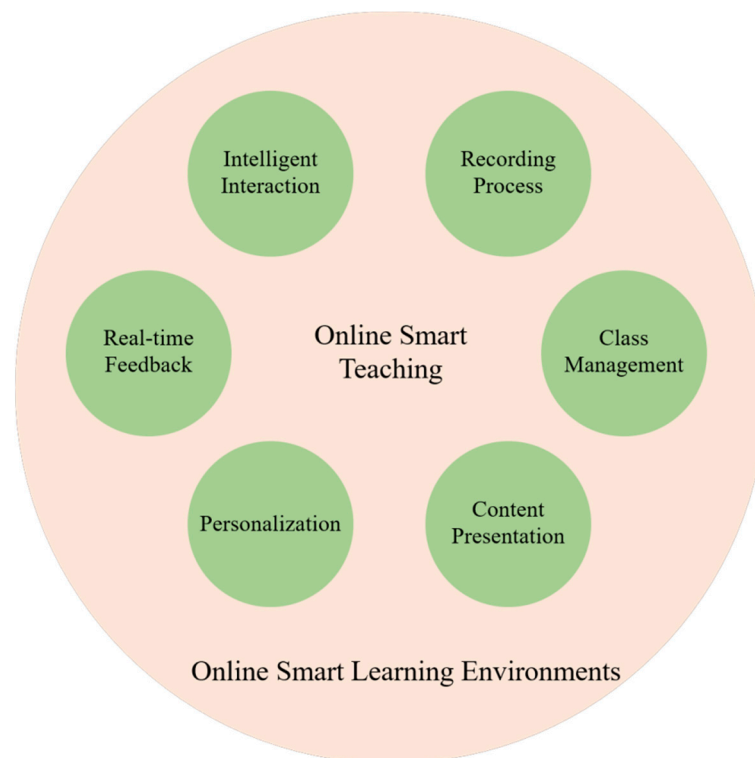 Intelligent
Interaction
Recording
Process
Real-time
Feedback
Online Smart
Teaching
Class
Management
Personalization
Content
Presentation
Online Smart Learning Environments